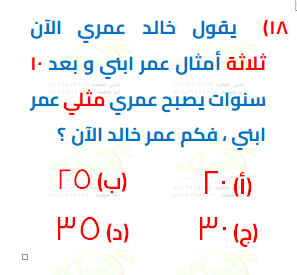 ١٨) يقول خالد عمري الآن
ثلاثة أمثال عمر ابني و بعد ١٠
سنوات يصبح عمري مثلي عمر
ابني ، فكم عمر خالد الآن ؟
(أ) ٢٠ (ب) ٢٥
(ج) ٣٠ (د) ٣٥